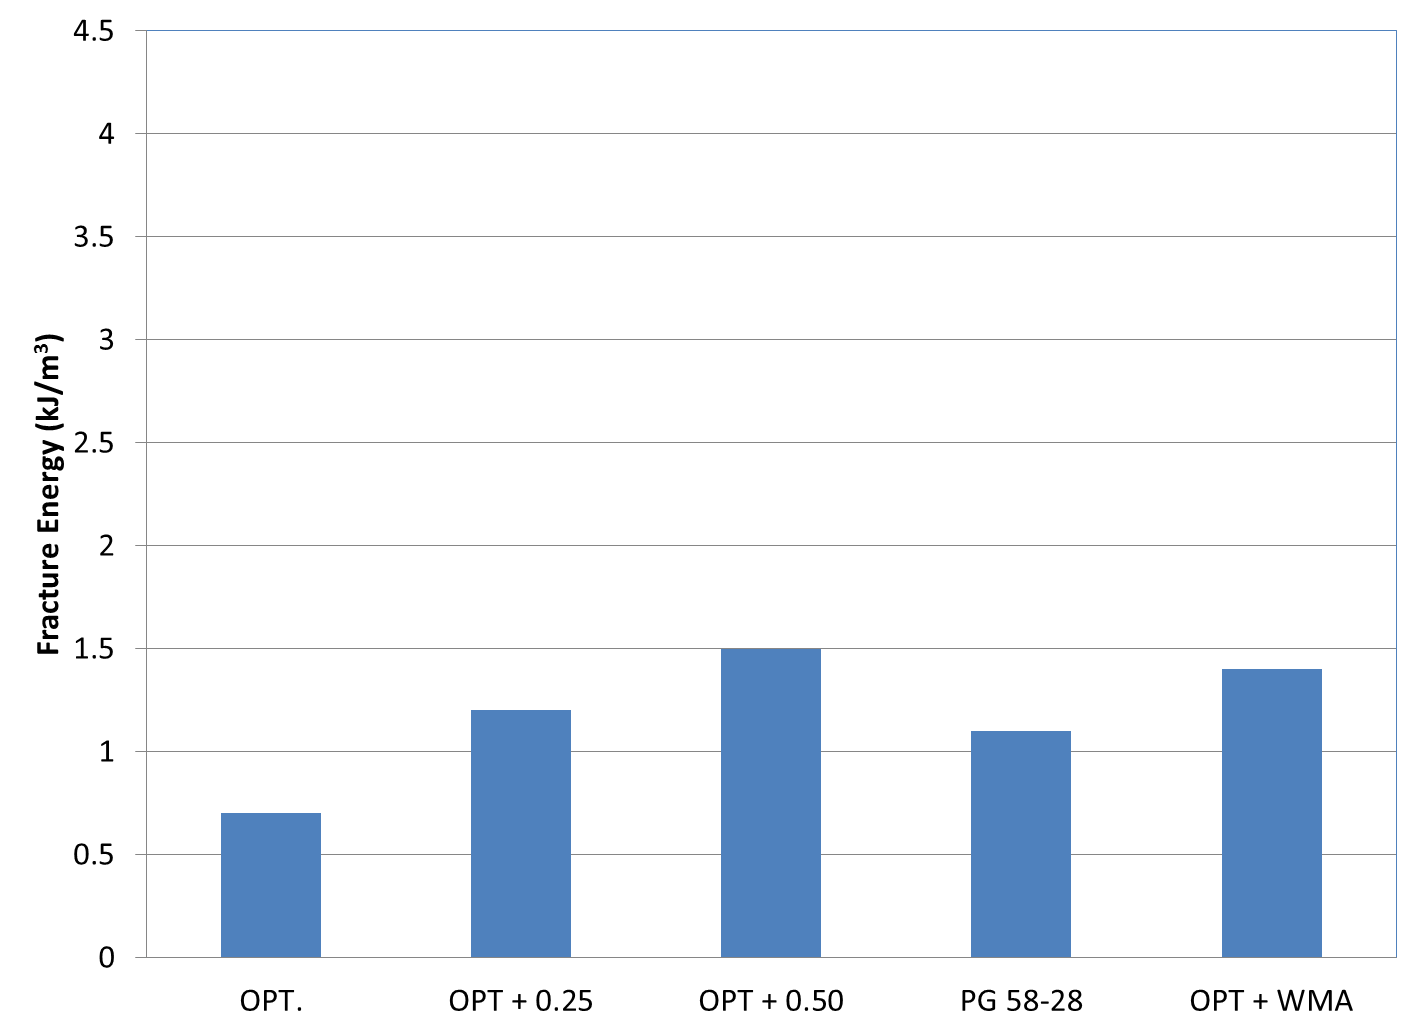 4.5
4
3.5
3
2.5
2
1.5
1
0.5
0
Fracture Energy (kJ/m³)
OPT.
OPT + 0.25
OPT + 0.50
PG 58-28
OPT + WMA